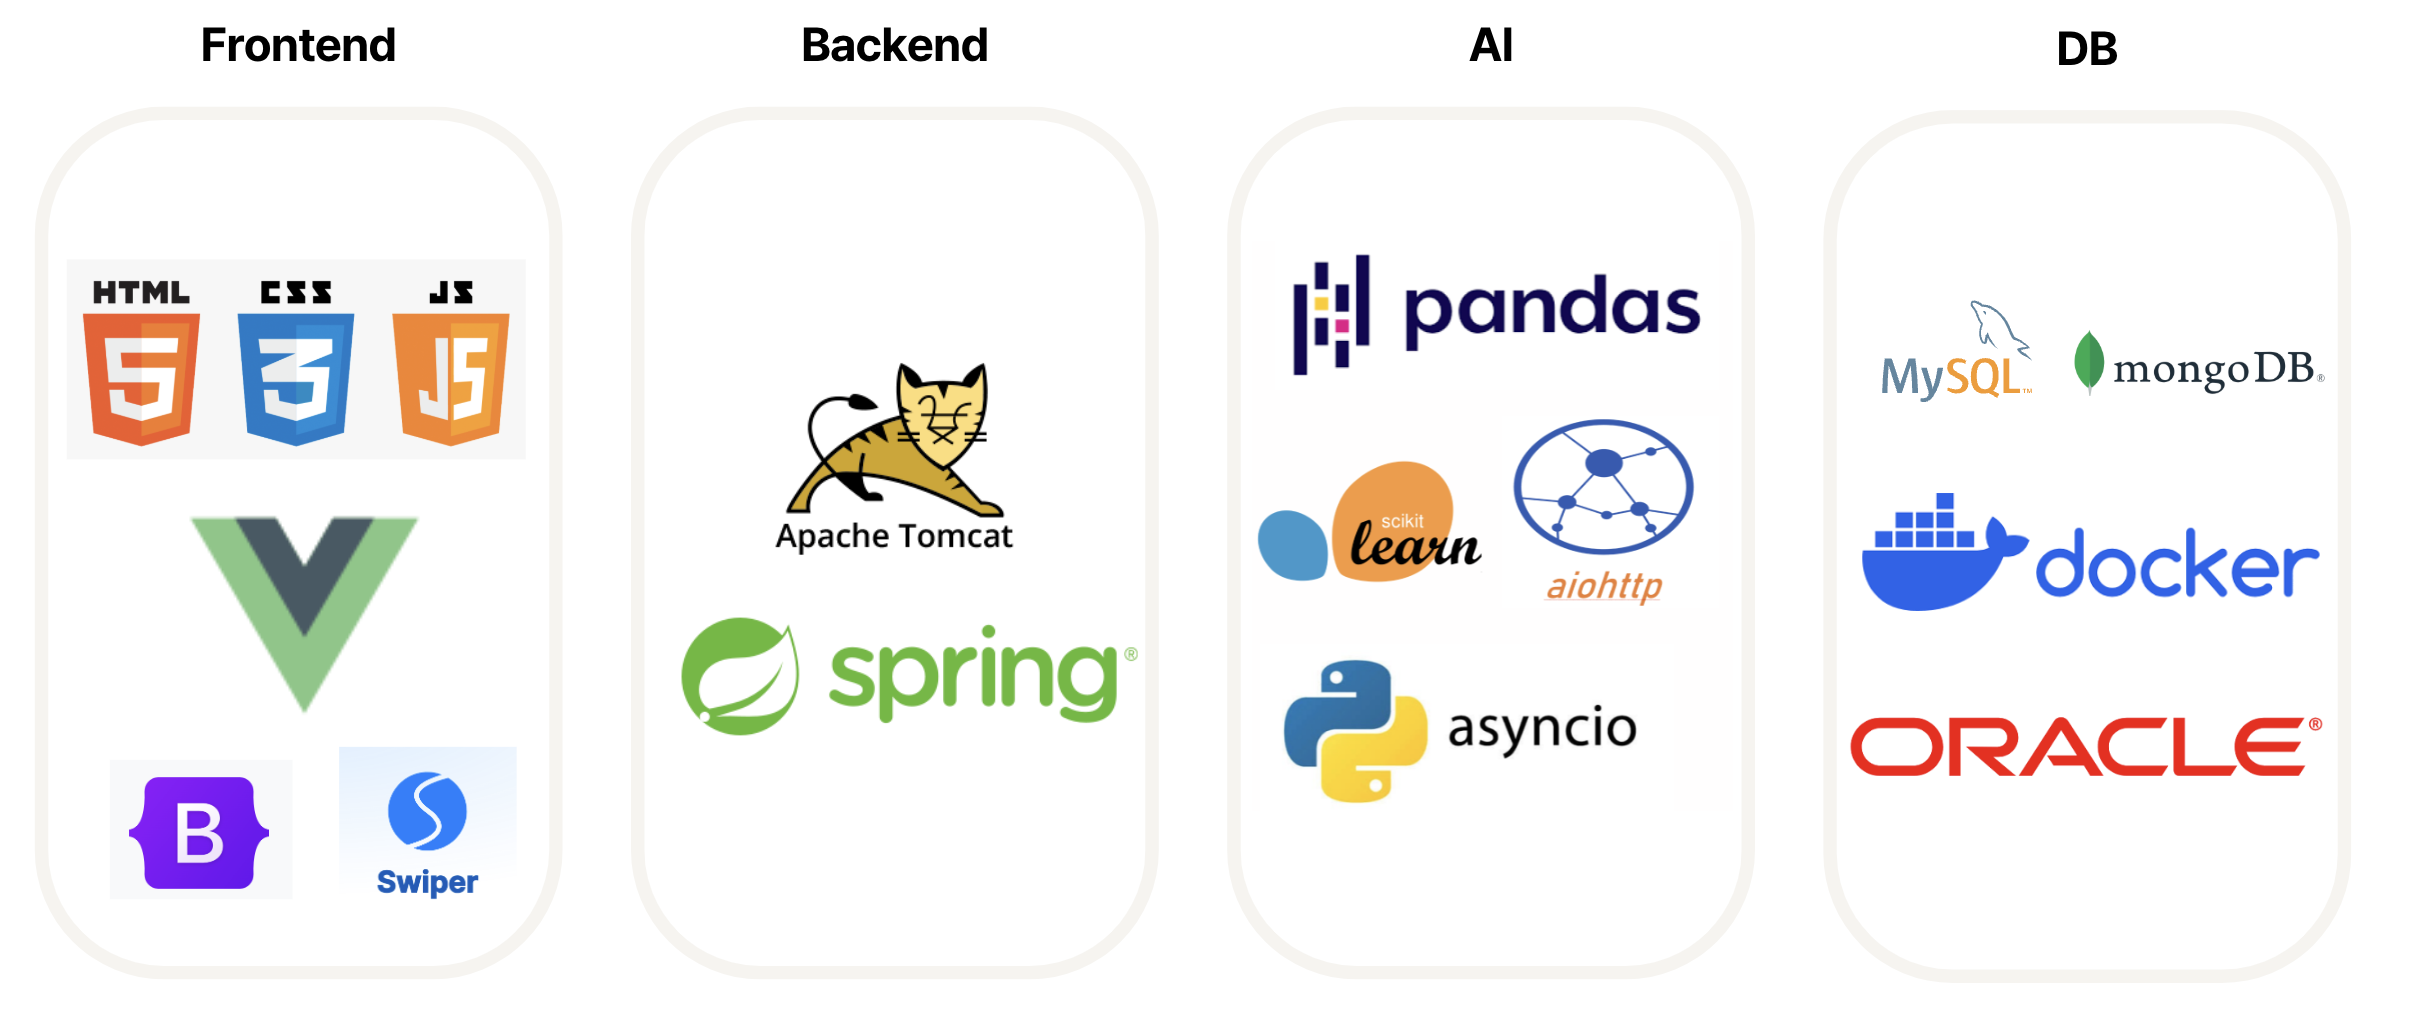 Frontend
HTML CSS JS
5 3 JS
B
Swiper
Backend
Apache Tomcat
spring®
AI
pandas
scikit
learn
aiohttp
asyncio
DB
MySQL™
mongoDB®
docker
ORACLE®